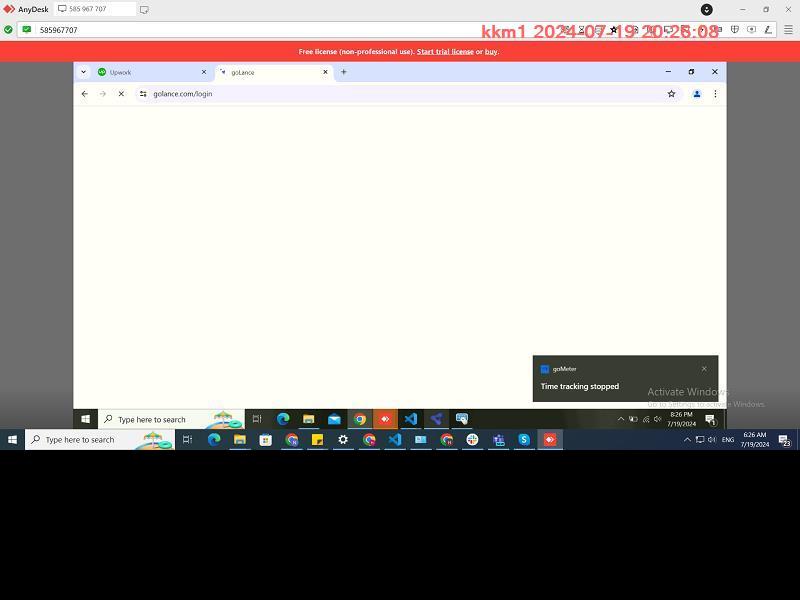 AnyDesk
585 967 707
585967707
kkm1 2024-07-19 20:26:08
Free license (non-professional use). Start trial license or buy.
Upwork
goLance
golance.com/login
goMeter
Time tracking stopped
Activate Windows
Go to Settings to activate Windows.
Type here to search
8:26 PM
7/19/2024
1
Type here to search
ENG
6:26 AM
7/19/2024
23